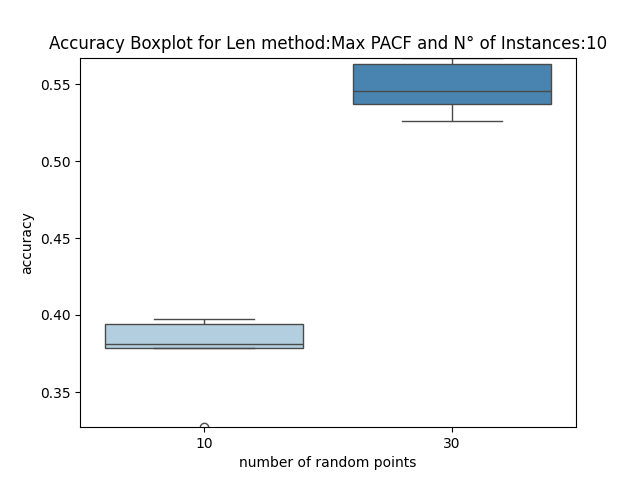 Accuracy Boxplot for Len method:Max PACF and N° of Instances:10
0.55
0.50
0.45
0.40
0.35
accuracy
10 30
number of random points